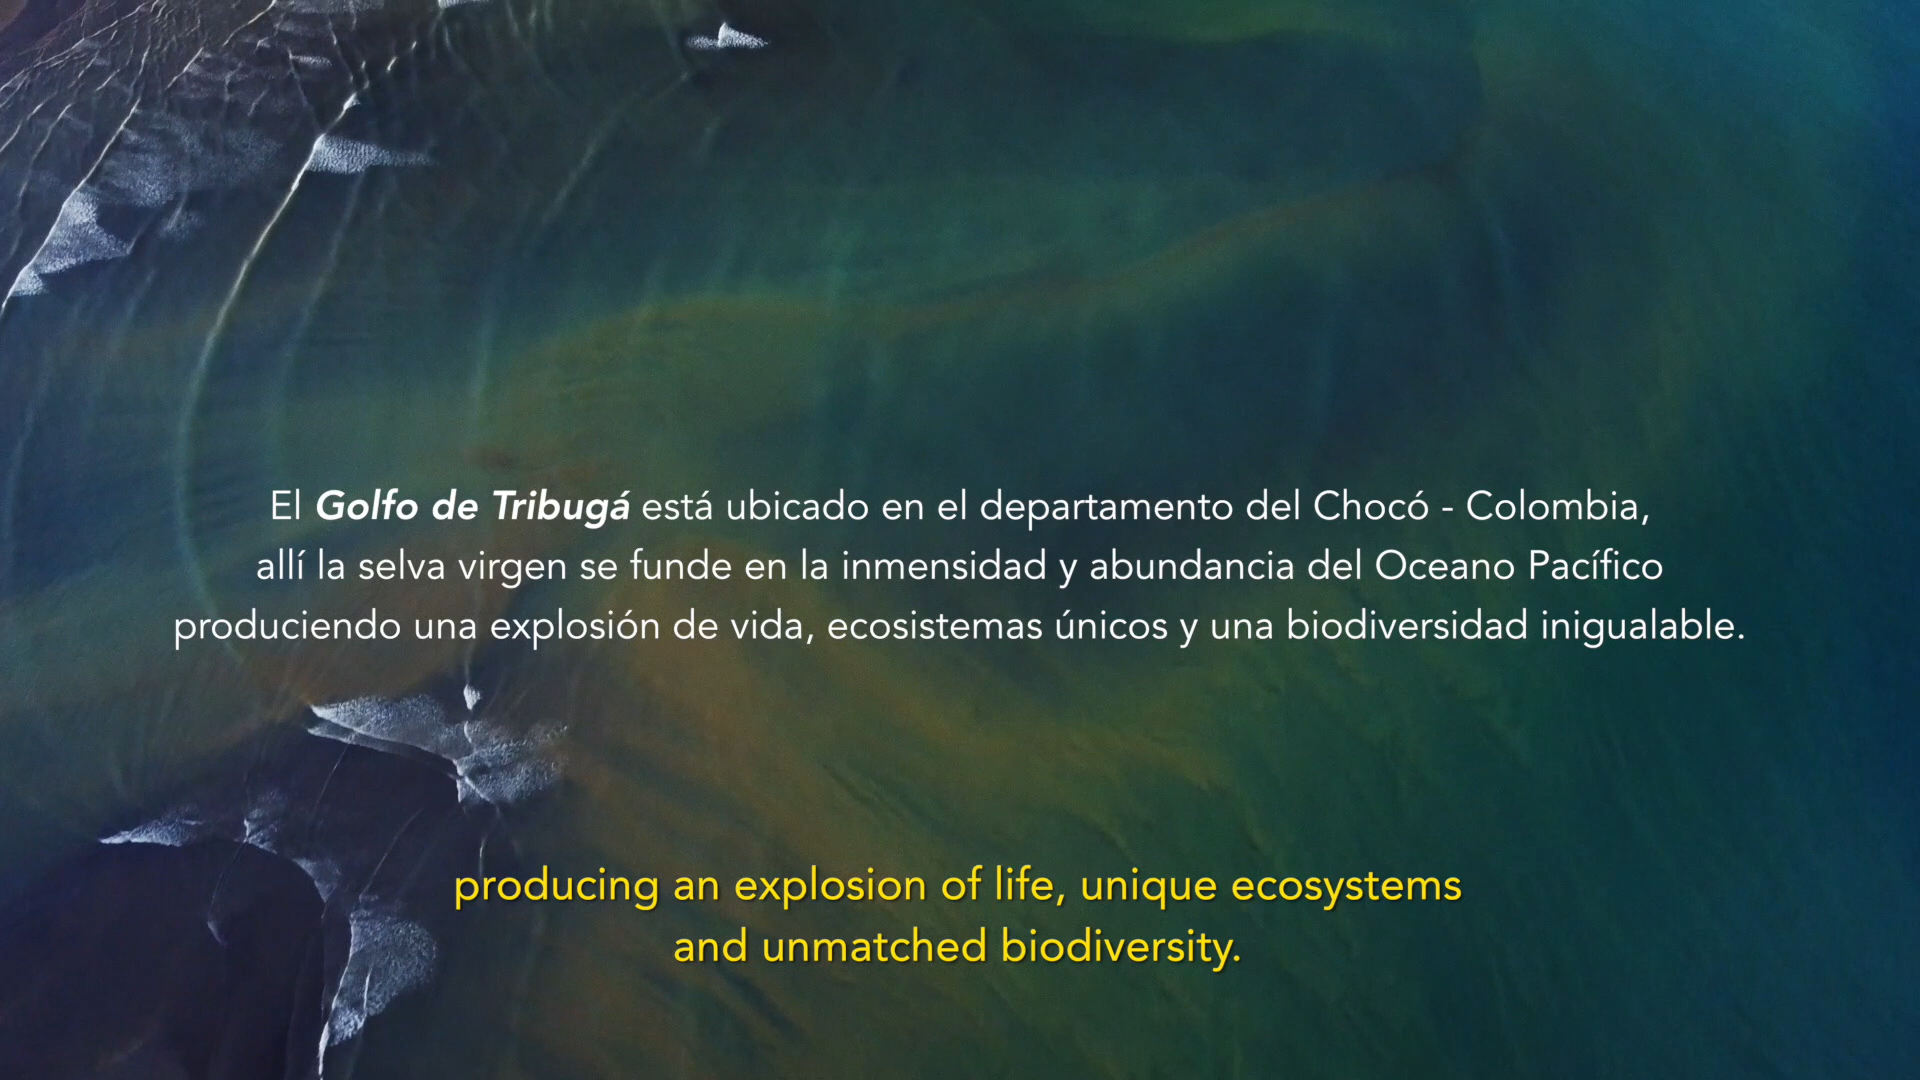 El Golfo de Tribugá está ubicado en el departamento del Chocó - Colombia,
allí la selva virgen se funde en la inmensidad y abundancia del Oceano Pacífico
produciendo una explosión de vida, ecosistemas únicos y una biodiversidad inigualable.
producing an explosion of life, unique ecosystems
and unmatched biodiversity.